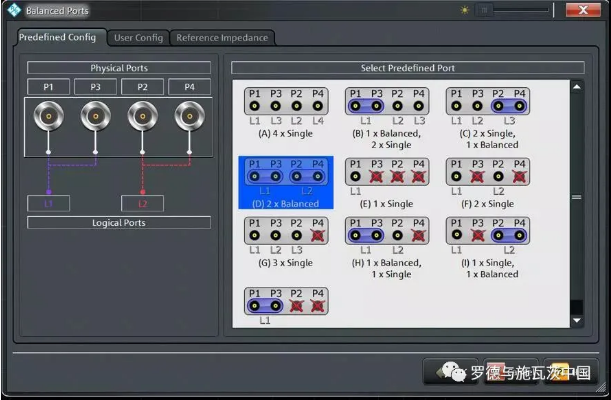 Balanced Ports
Predefined Config
User Config
Reference Impedance
Physical Ports
P1 P3 P2 P4
L1 L2
Logical Ports
Select Predefined Port
P1 P3 P2 P4
L1 L3 L2 L4
(A) 4 x Single
P1 P3 P2 P4
L1 L2 L3
(B) 1 x Balanced,
2 x Single
P1 P3 P2 P4
L1 L2 L3
(C) 2 x Single,
1 x Balanced
P1 P3 P2 P4
L1 L2
(D) 2 x Balanced
P1 P3 P2 P4
L1
(E) 1 x Single
P1 P3 P2 P4
L1 L2
(F) 2 x Single
P1 P3 P2 P4
L1 L3 L2
(G) 3 x Single
P1 P3 P2 P4
L1 L2
(H) 1 x Balanced,
1 x Single
P1 P3 P2 P4
L1 L2
(I) 1 x Single,
1 x Balanced
P1 P3 P2 P4
L1
罗德与施瓦茨中国